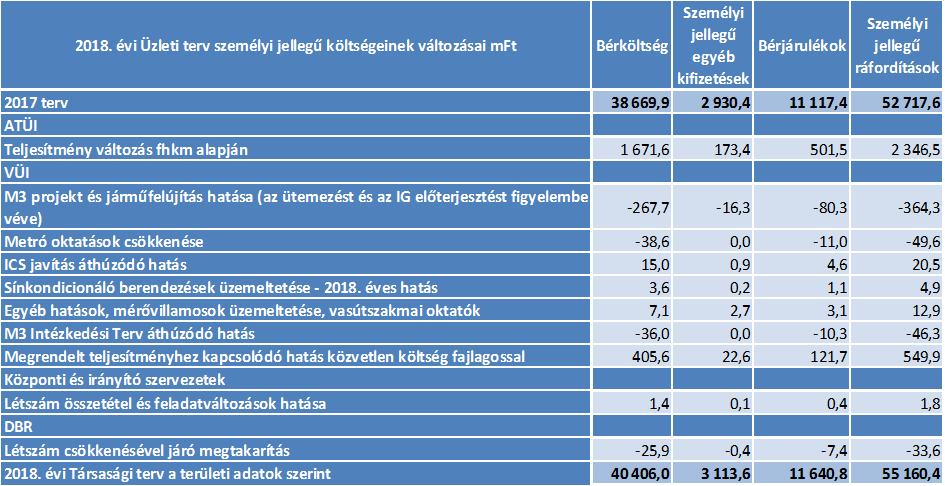 2018. évi Üzleti terv személyi jellegű költségeinek változásai mFt Bérköltség Személyi jellegű egyéb kifizetések Bérjárulékok Személyi jellegű ráfordítások
2017 terv 38 669,9 2 930,4 11 117,4 52 717,6
ATÜI
Teljesítmény változás fhkm alapján 1 671,6 173,4 501,5 2 346,5
VÜI
M3 projekt és járműfelújítás hatása (az ütemezést és az IG előterjesztést figyelembe véve) -267,7 -16,3 -80,3 -364,3
Metró oktatások csökkenése -38,6 0,0 -11,0 -49,6
ICS javítás áthúzódó hatás 15,0 0,9 4,6 20,5
Sínkondicionáló berendezések üzemeltetése - 2018. éves hatás 3,6 0,2 1,1 4,9
Egyéb hatások, mérővillamosok üzemeltetése, vasútszakmai oktatók 7,1 2,7 3,1 12,9
M3 Intézkedési Terv áthúzódó hatás -36,0 0,0 -10,3 -46,3
Megrendelt teljesítményhez kapcsolódó hatás közvetlen költség fajlagossal 405,6 22,6 121,7 549,9
Központi és irányító szervezetek
Létszám összetétel és feladatváltozások hatása 1,4 0,1 0,4 1,8
DBR
Létszám csökkenésével járó megtakarítás -25,9 -0,4 -7,4 -33,6
2018. évi Társasági terv a területi adatok szerint 40 406,0 3 113,6 11 640,8 55 160,4